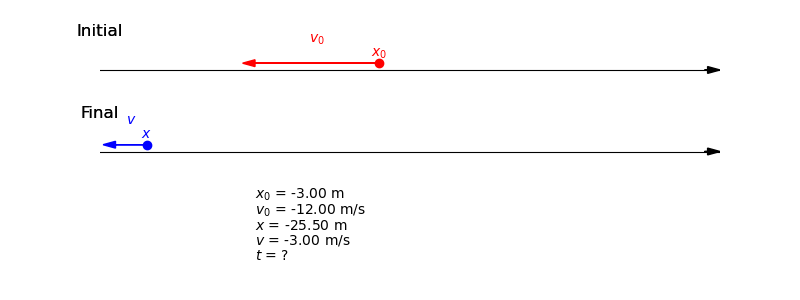 Initial
v₀
x₀
Final
v
x
x₀ = -3.00 m
v₀ = -12.00 m/s
x = -25.50 m
v = -3.00 m/s
t = ?